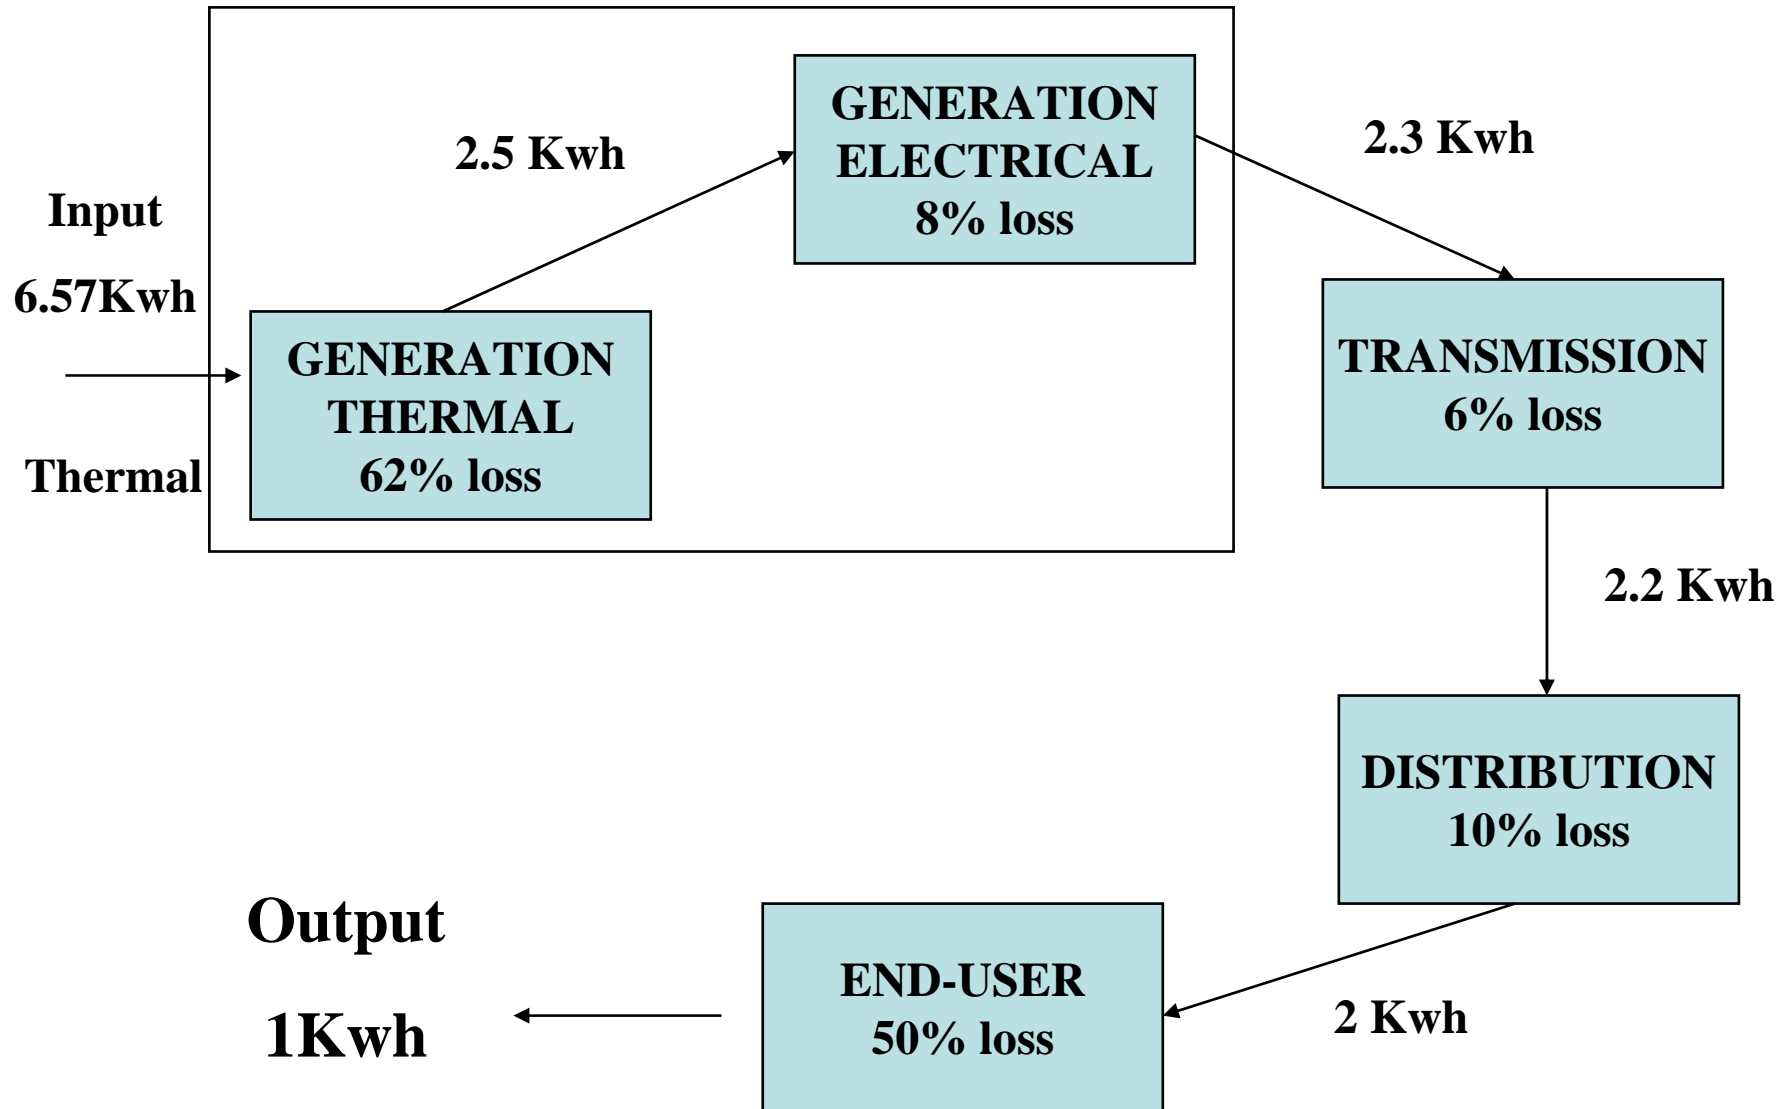 Input
6.57Kwh
Thermal
GENERATION
THERMAL
62% loss
2.5 Kwh
GENERATION
ELECTRICAL
8% loss
2.3 Kwh
TRANSMISSION
6% loss
2.2 Kwh
DISTRIBUTION
10% loss
2 Kwh
END-USER
50% loss
Output
1Kwh